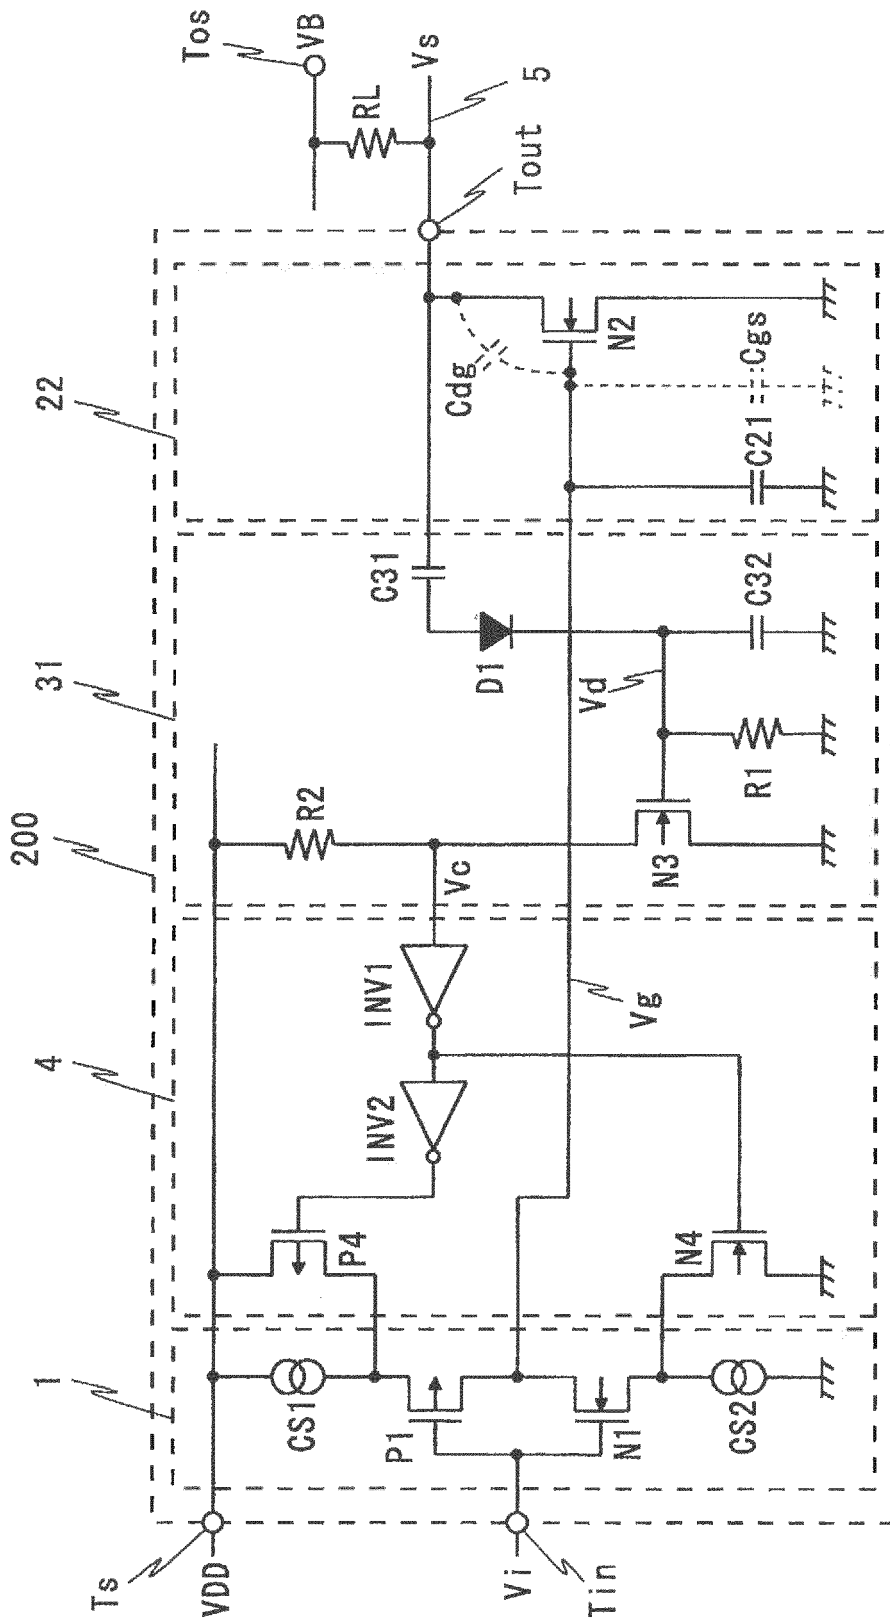 Ts
VDD
Vi
Tin
1
CS1
P1
N1
CS2
4
P4
INV2
INV1
N4
Vg
200
31
R2
Vc
N3
R1
Vd
D1
C31
C32
22
C21
Cgs
Cdg
N2
Tout
5
Vs
RL
VB
Tos